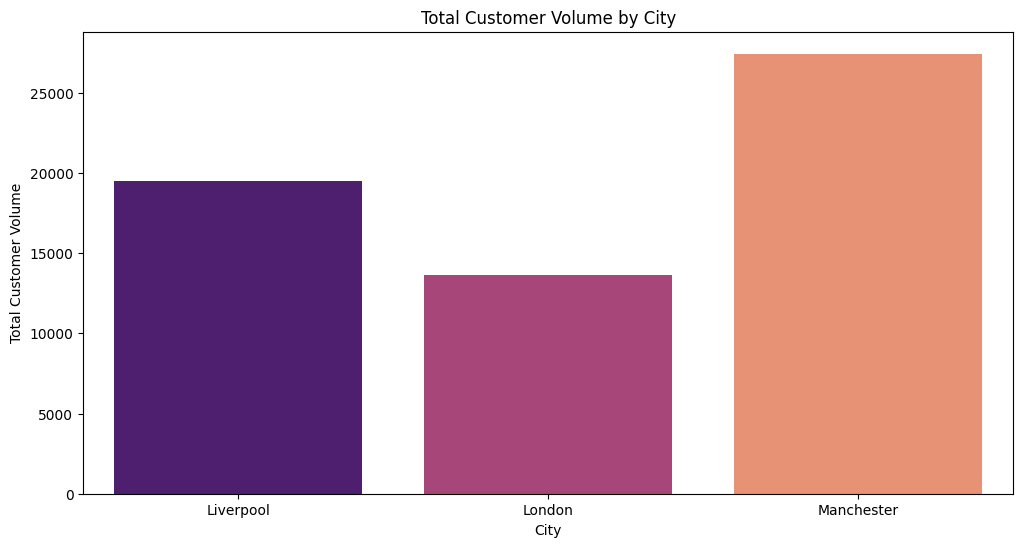 Total Customer Volume by City
Total Customer Volume
25000
20000
15000
10000
5000
0
Liverpool London Manchester
City